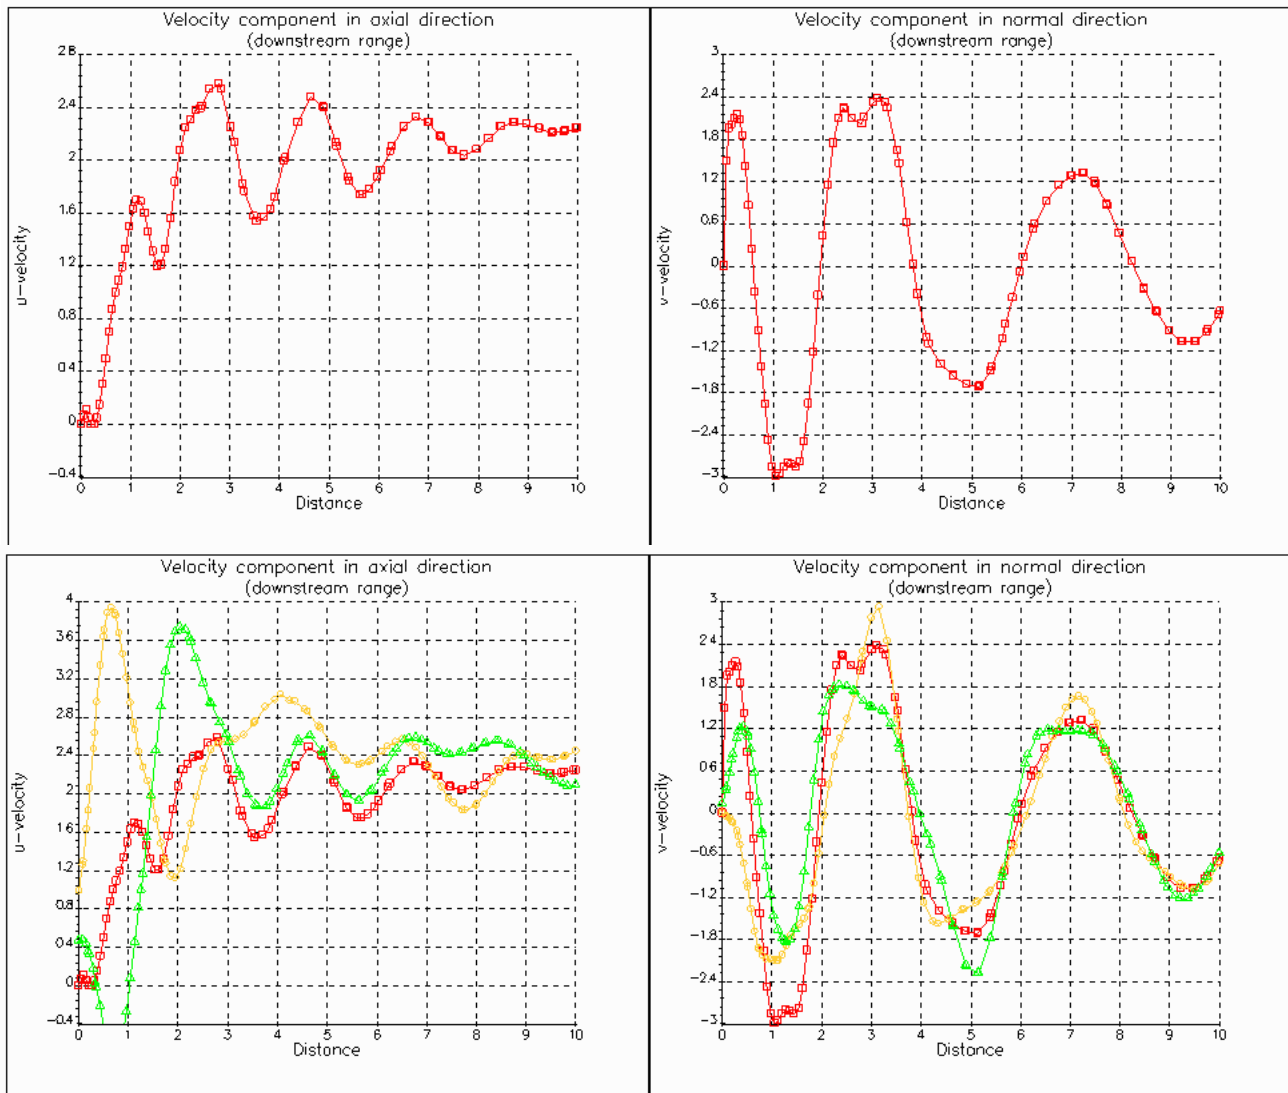 Velocity component in axial direction
(downstream range)
2.8
2.4
2
1.6
1.2
0.8
0.4
0
-0.4
u-velocity
0 1 2 3 4 5 6 7 8 9 10
Distance
Velocity component in normal direction
(downstream range)
3
2.4
1.8
1.2
0.6
0
-0.6
-1.2
-1.8
-2.4
-3
v-velocity
0 1 2 3 4 5 6 7 8 9 10
Distance
Velocity component in axial direction
(downstream range)
4
3.6
3.2
2.8
2.4
2
1.6
1.2
0.8
0.4
0
-0.4
u-velocity
0 1 2 3 4 5 6 7 8 9 10
Distance
Velocity component in normal direction
(downstream range)
3
2.4
1.8
1.2
0.6
0
-0.6
-1.2
-1.8
-2.4
-3
v-velocity
0 1 2 3 4 5 6 7 8 9 10
Distance